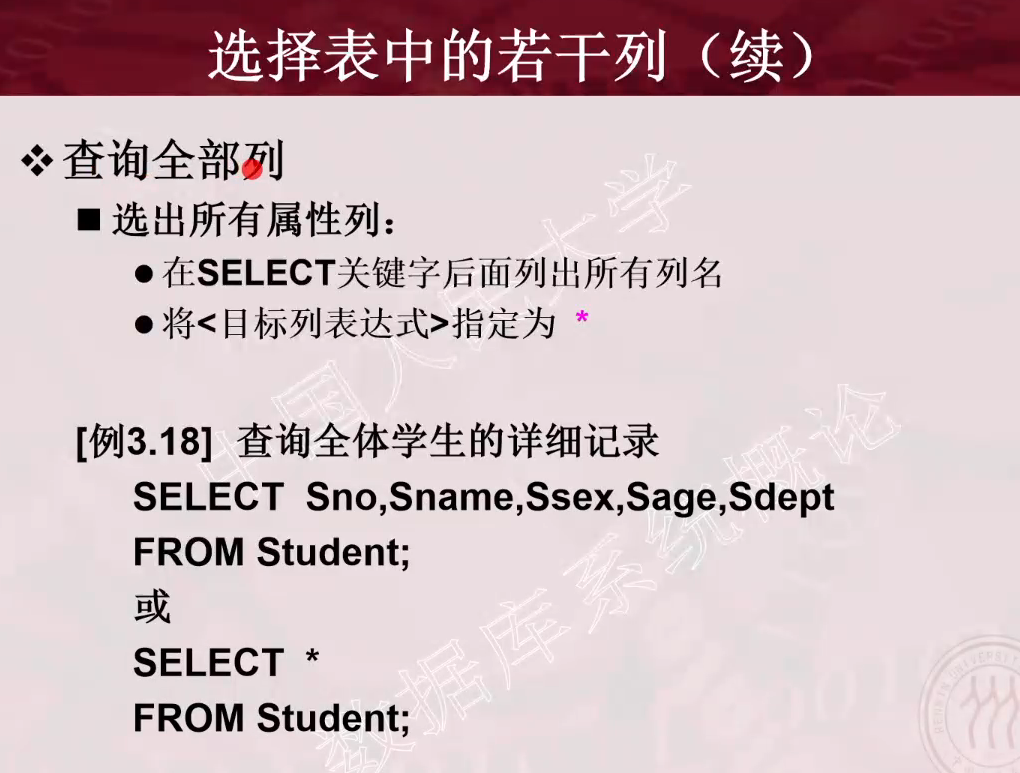 选择表中的若干列（续）
查询全部列
选出所有属性列：
在SELECT关键字后面列出所有列名
将<目标列表达式>指定为 *
[例3.18] 查询全体学生的详细记录
SELECT Sno,Sname,Ssex,Sage,Sdept
FROM Student;
或
SELECT *
FROM Student;
中国人民大学
数据库系统概论